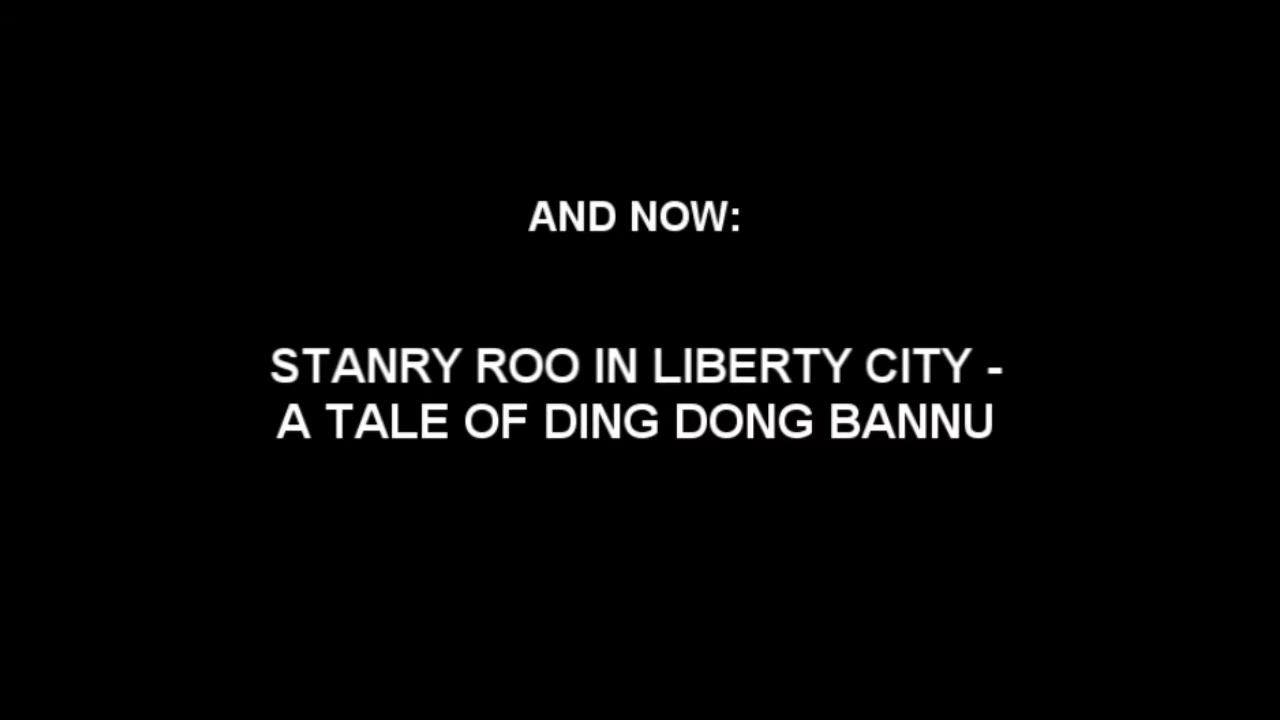 AND NOW:
STANRY ROO IN LIBERTY CITY -
A TALE OF DING DONG BANNU